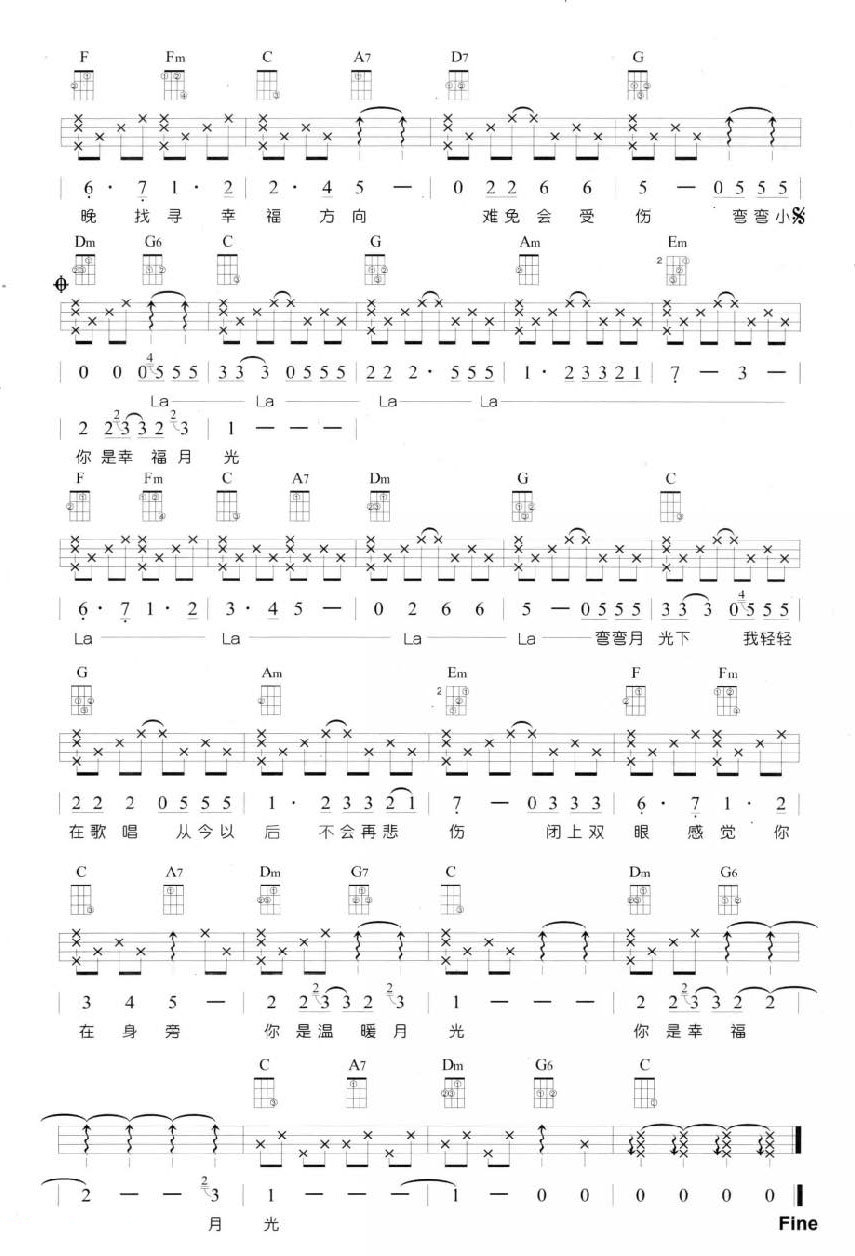 F Fm C A7 D7 G
6· 7 1· 2 | 2· 4 5 — | 0 2 2 6 6 | 5 — 0 5 5 5
晚 找 寻 幸 福 方 向 难 免 会 受 伤 弯 弯 小
Dm G6 C G Am Em
2
0 0 4 0 5 5 5 | 3 3 3 0 5 5 5 | 2 2 2· 5 5 5 | 1· 2 3 3 2 1 | 7 — 3 —
La La La La
2 2 2 3 3 2 2 3 | 1 — — —
你 是 幸 福 月 光
F Fm C A7 Dm G C
6· 7 1· 2 | 3· 4 5 — | 0 2 6 6 | 5 — 0 5 5 5 | 3 3 3 4 0 5 5 5
La La La La 弯 弯 月 光 下 我 轻 轻
G Am Em F Fm
2
2 2 2 0 5 5 5 | 1· 2 3 3 2 1 | 7 — 0 3 3 3 | 6· 7 1· 2
在 歌 唱 从 今 以 后 不 会 再 悲 伤 闭 上 双 眼 感 觉 你
C A7 Dm G7 C Dm G6
3 4 5 — | 2 2 2 3 3 2 2 3 | 1 — — — | 2 2 2 3 3 2 2
在 身 旁 你 是 温 暖 月 光 你 是 幸 福
C A7 Dm G6 C
2 — — 2 3 | 1 — — — | 1 — 0 0 | 0 0 0 0
月 光
Fine